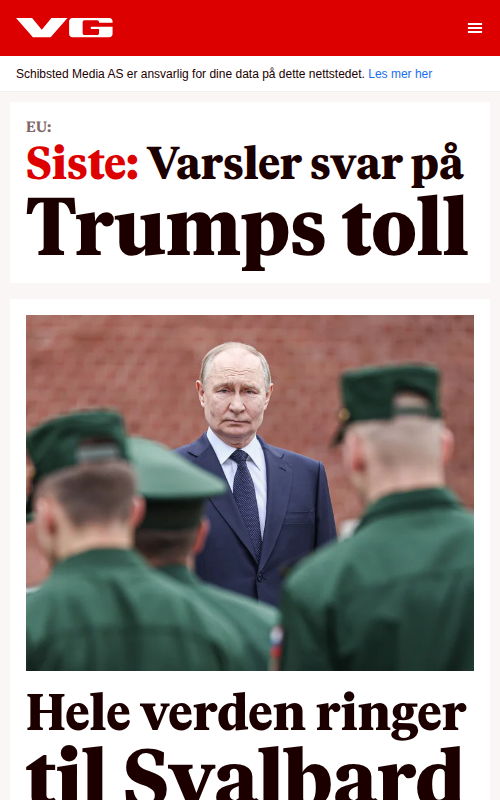 VG
Schibsted Media AS er ansvarlig for dine data på dette nettstedet. Les mer her
EU:
Siste: Varsler svar på
Trumps toll
Hele verden ringer
til Svalbard